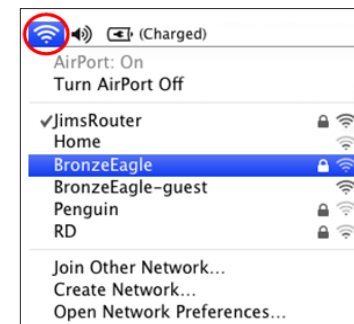 (Charged)
AirPort: On
Turn AirPort Off
✓JimsRouter
Home
BronzeEagle
BronzeEagle-guest
Penguin
RD
Join Other Network...
Create Network...
Open Network Preferences...